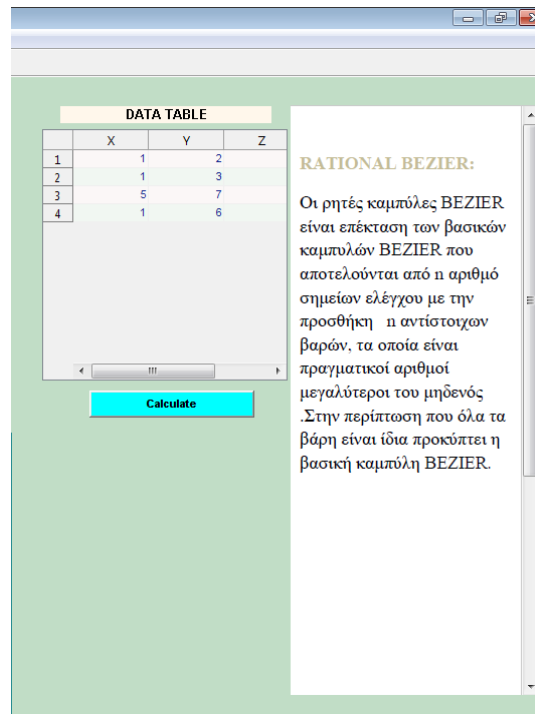 DATA TABLE
X Y Z
1 1 2
2 1 3
3 5 7
4 1 6
Calculate
RATIONAL BEZIER:
Οι ρητές καμπύλες BEZIER
είναι επέκταση των βασικών
καμπυλών BEZIER που
αποτελούνται από n αριθμό
σημείων ελέγχου με την
προσθήκη n αντίστοιχων
βαρών, τα οποία είναι
πραγματικοί αριθμοί
μεγαλύτεροι του μηδενός
.Στην περίπτωση που όλα τα
βάρη είναι ίδια προκύπτει η
βασική καμπύλη BEZIER.